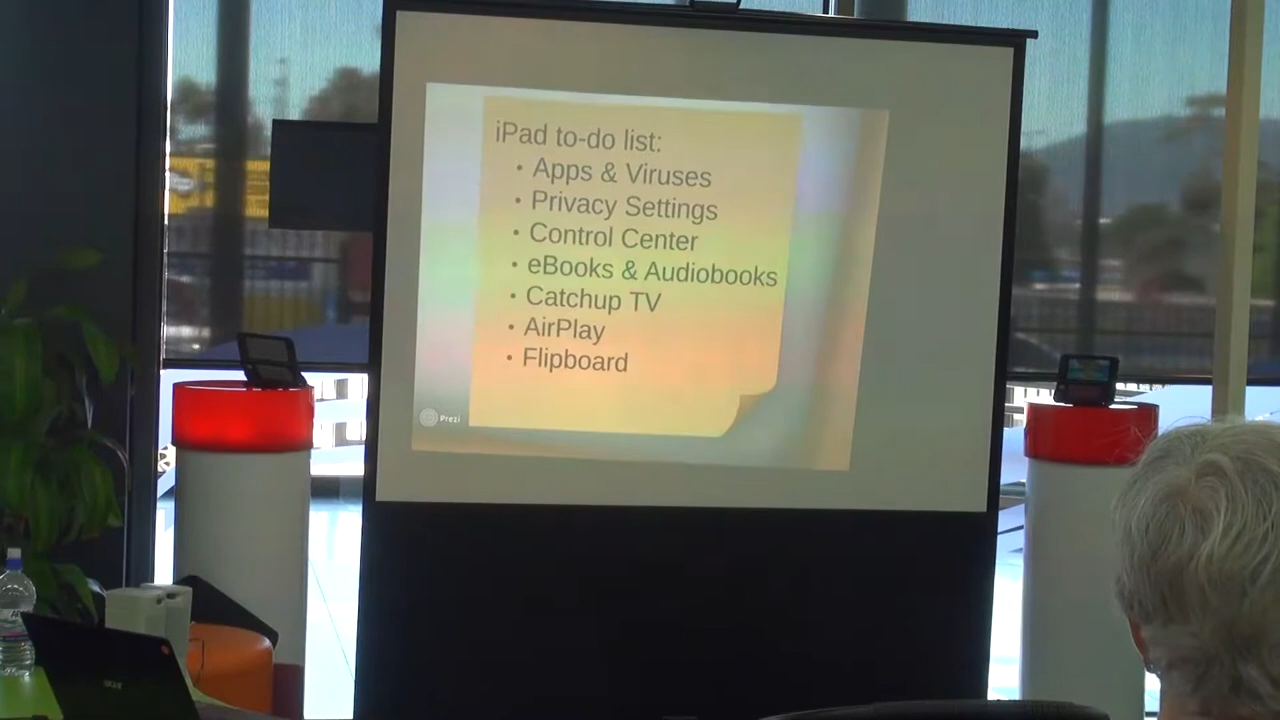 iPad to-do list:
• Apps & Viruses
• Privacy Settings
• Control Center
• eBooks & Audiobooks
• Catchup TV
• AirPlay
• Flipboard
Prezi